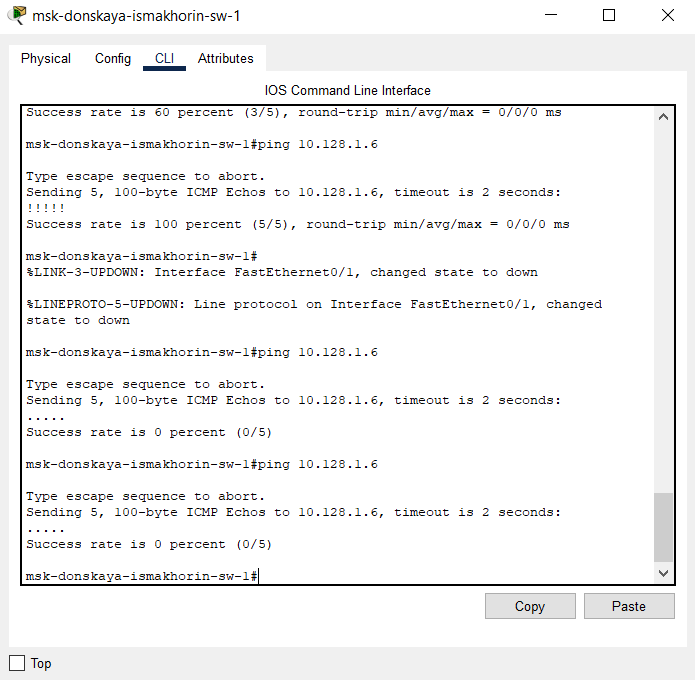 msk-donskaya-ismakhorin-sw-1
Physical Config CLI Attributes
IOS Command Line Interface
Success rate is 60 percent (3/5), round-trip min/avg/max = 0/0/0 ms
msk-donskaya-ismakhorin-sw-1#ping 10.128.1.6
Type escape sequence to abort.
Sending 5, 100-byte ICMP Echos to 10.128.1.6, timeout is 2 seconds:
!!!!!
Success rate is 100 percent (5/5), round-trip min/avg/max = 0/0/0 ms
msk-donskaya-ismakhorin-sw-1#
%LINK-3-UPDOWN: Interface FastEthernet0/1, changed state to down
%LINEPROTO-5-UPDOWN: Line protocol on Interface FastEthernet0/1, changed
state to down
msk-donskaya-ismakhorin-sw-1#ping 10.128.1.6
Type escape sequence to abort.
Sending 5, 100-byte ICMP Echos to 10.128.1.6, timeout is 2 seconds:
.....
Success rate is 0 percent (0/5)
msk-donskaya-ismakhorin-sw-1#ping 10.128.1.6
Type escape sequence to abort.
Sending 5, 100-byte ICMP Echos to 10.128.1.6, timeout is 2 seconds:
.....
Success rate is 0 percent (0/5)
msk-donskaya-ismakhorin-sw-1#
Copy Paste
Top